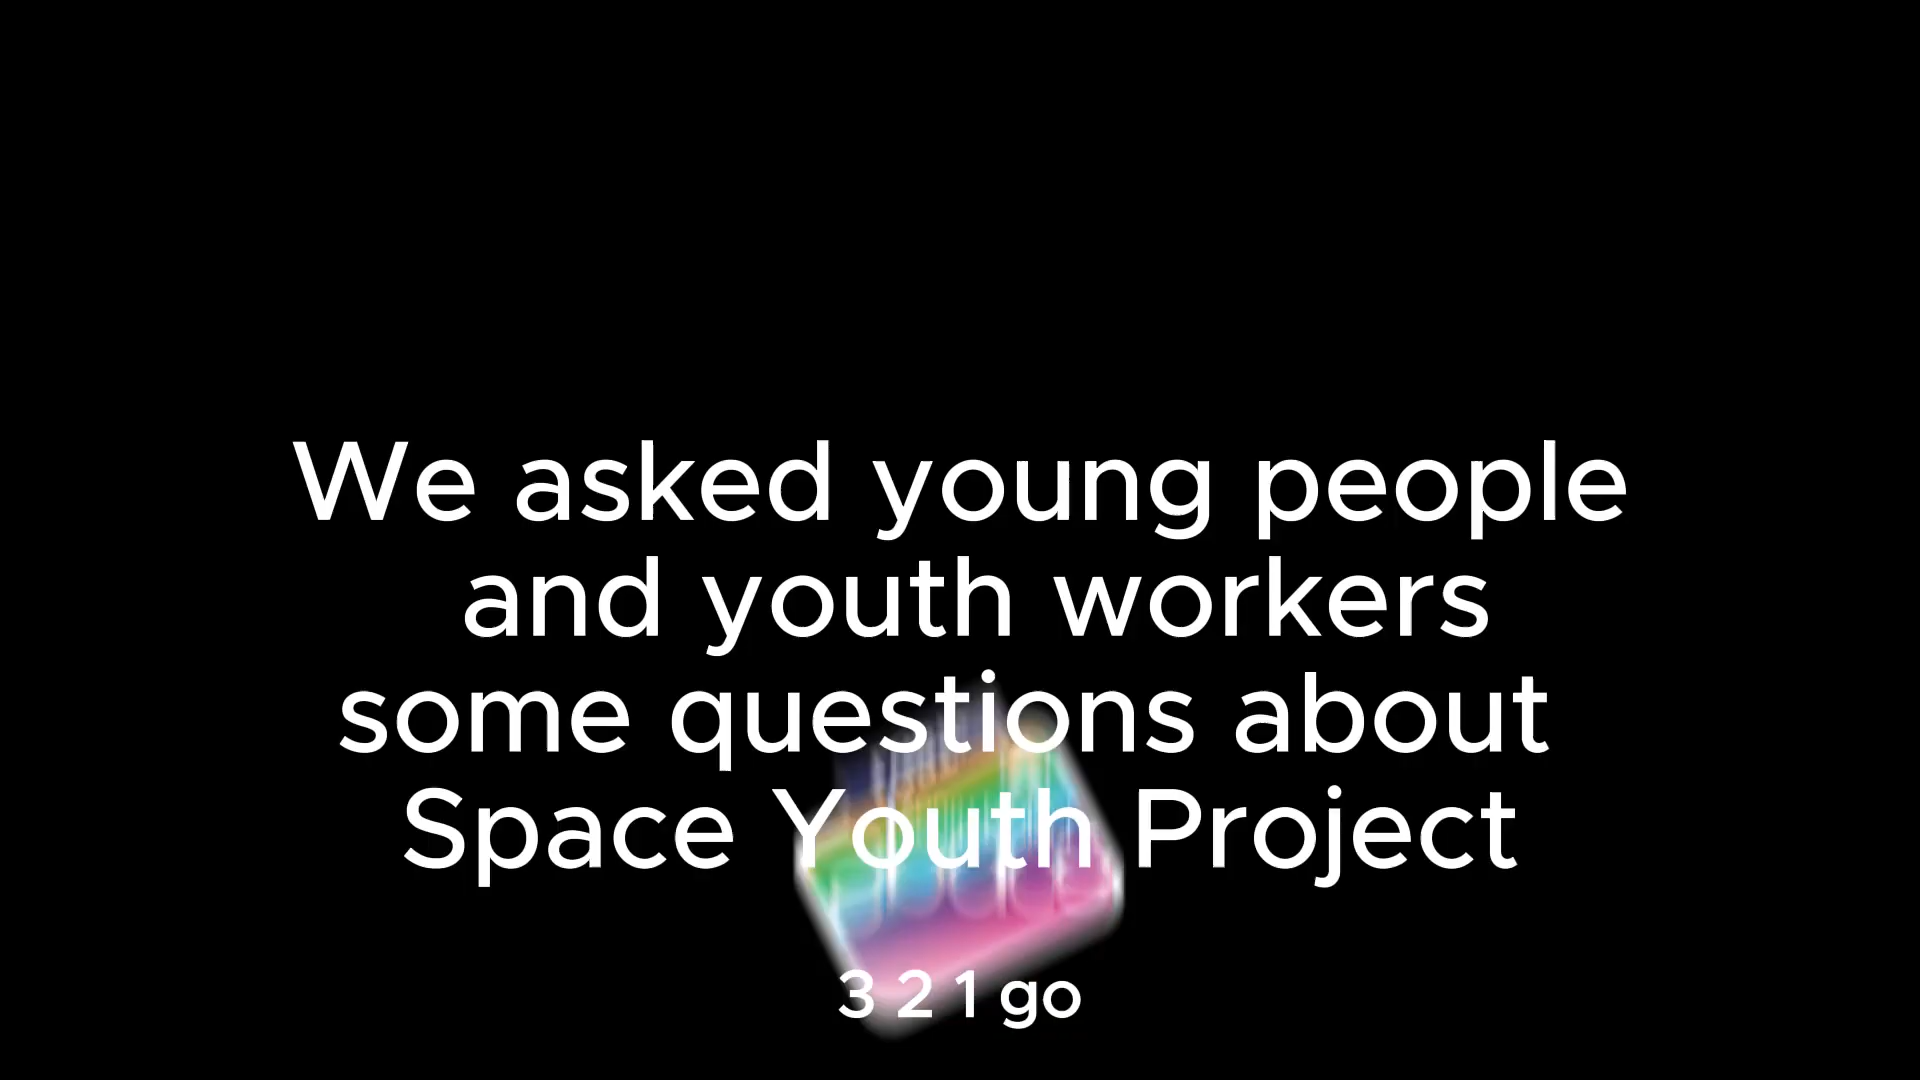 We asked young people
and youth workers
some questions about
Space Youth Project
3 2 1 go